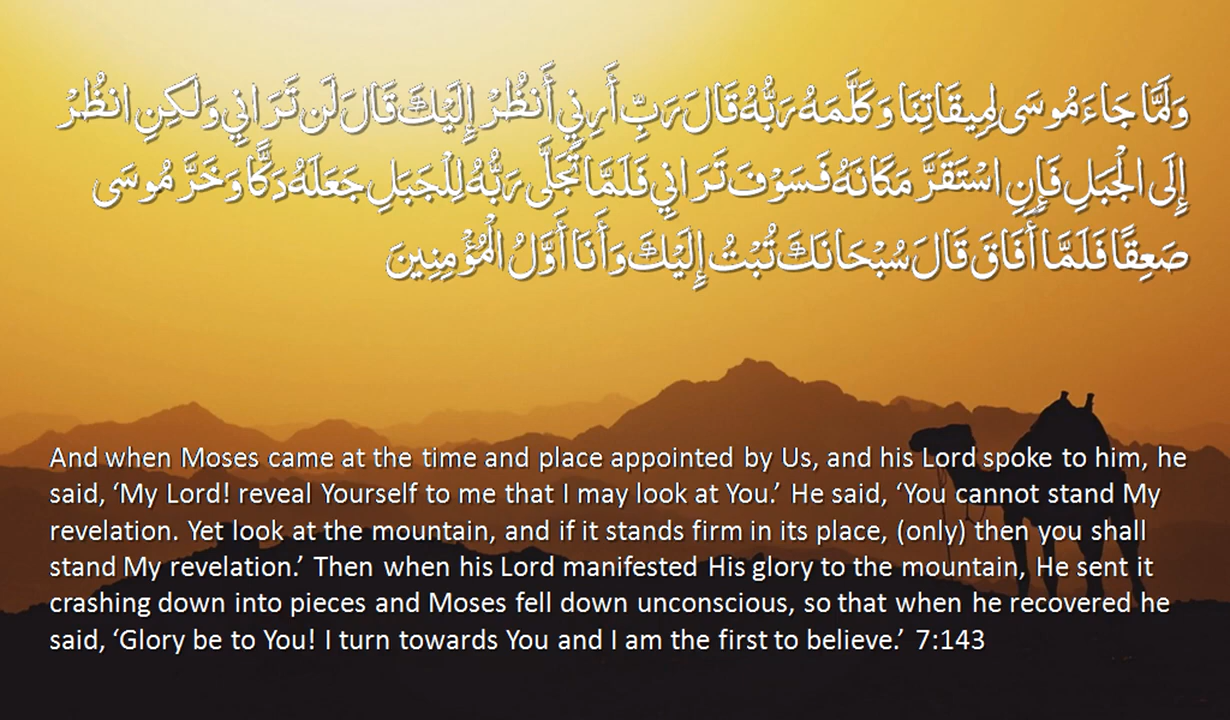 وَلَمَّا جَاءَ مُوسَى لِمِيقَاتِنَا وَكَلَّمَهُ رَبُّهُ قَالَ رَبِّ أَرِنِي أَنظُرْ إِلَيْكَ قَالَ لَن تَرَانِي وَلَكِنِ انظُرْ
إِلَى الْجَبَلِ فَإِنِ اسْتَقَرَّ مَكَانَهُ فَسَوْفَ تَرَانِي فَلَمَّا تَجَلَّى رَبُّهُ لِلْجَبَلِ جَعَلَهُ دَكًّا وَخَرَّ مُوسَى
صَعِقًا فَلَمَّا أَفَاقَ قَالَ سُبْحَانَكَ تُبْتُ إِلَيْكَ وَأَنَا أَوَّلُ الْمُؤْمِنِينَ
And when Moses came at the time and place appointed by Us, and his Lord spoke to him, he
said, ‘My Lord! reveal Yourself to me that I may look at You.’ He said, ‘You cannot stand My
revelation. Yet look at the mountain, and if it stands firm in its place, (only) then you shall
stand My revelation.’ Then when his Lord manifested His glory to the mountain, He sent it
crashing down into pieces and Moses fell down unconscious, so that when he recovered he
said, ‘Glory be to You! I turn towards You and I am the first to believe.’ 7:143